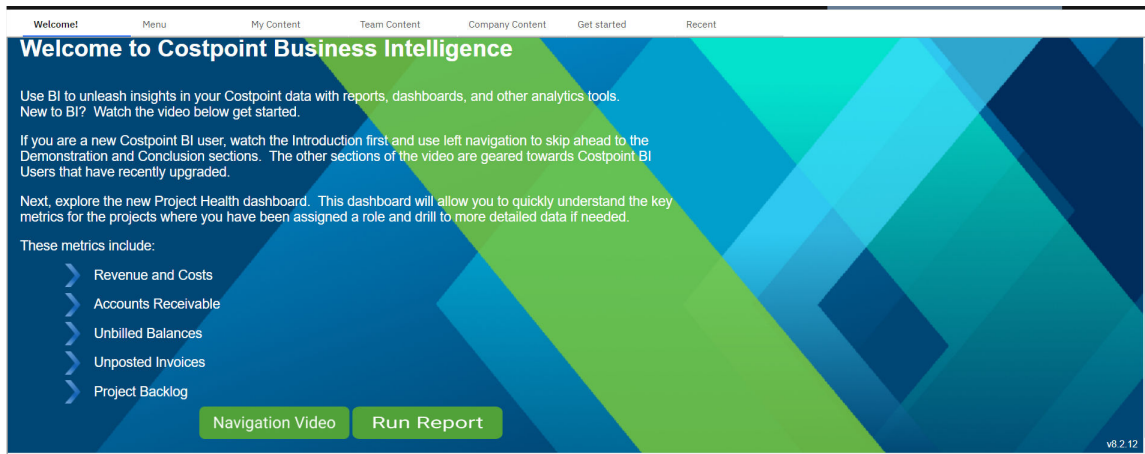 Welcome! Menu My Content Team Content Company Content Get started Recent
Welcome to Costpoint Business Intelligence
Use BI to unleash insights in your Costpoint data with reports, dashboards, and other analytics tools.
New to BI? Watch the video below get started.
If you are a new Costpoint BI user, watch the Introduction first and use left navigation to skip ahead to the
Demonstration and Conclusion sections. The other sections of the video are geared towards Costpoint BI
Users that have recently upgraded.
Next, explore the new Project Health dashboard. This dashboard will allow you to quickly understand the key
metrics for the projects where you have been assigned a role and drill to more detailed data if needed.
These metrics include:
Revenue and Costs
Accounts Receivable
Unbilled Balances
Unposted Invoices
Project Backlog
Navigation Video Run Report
v8.2.12